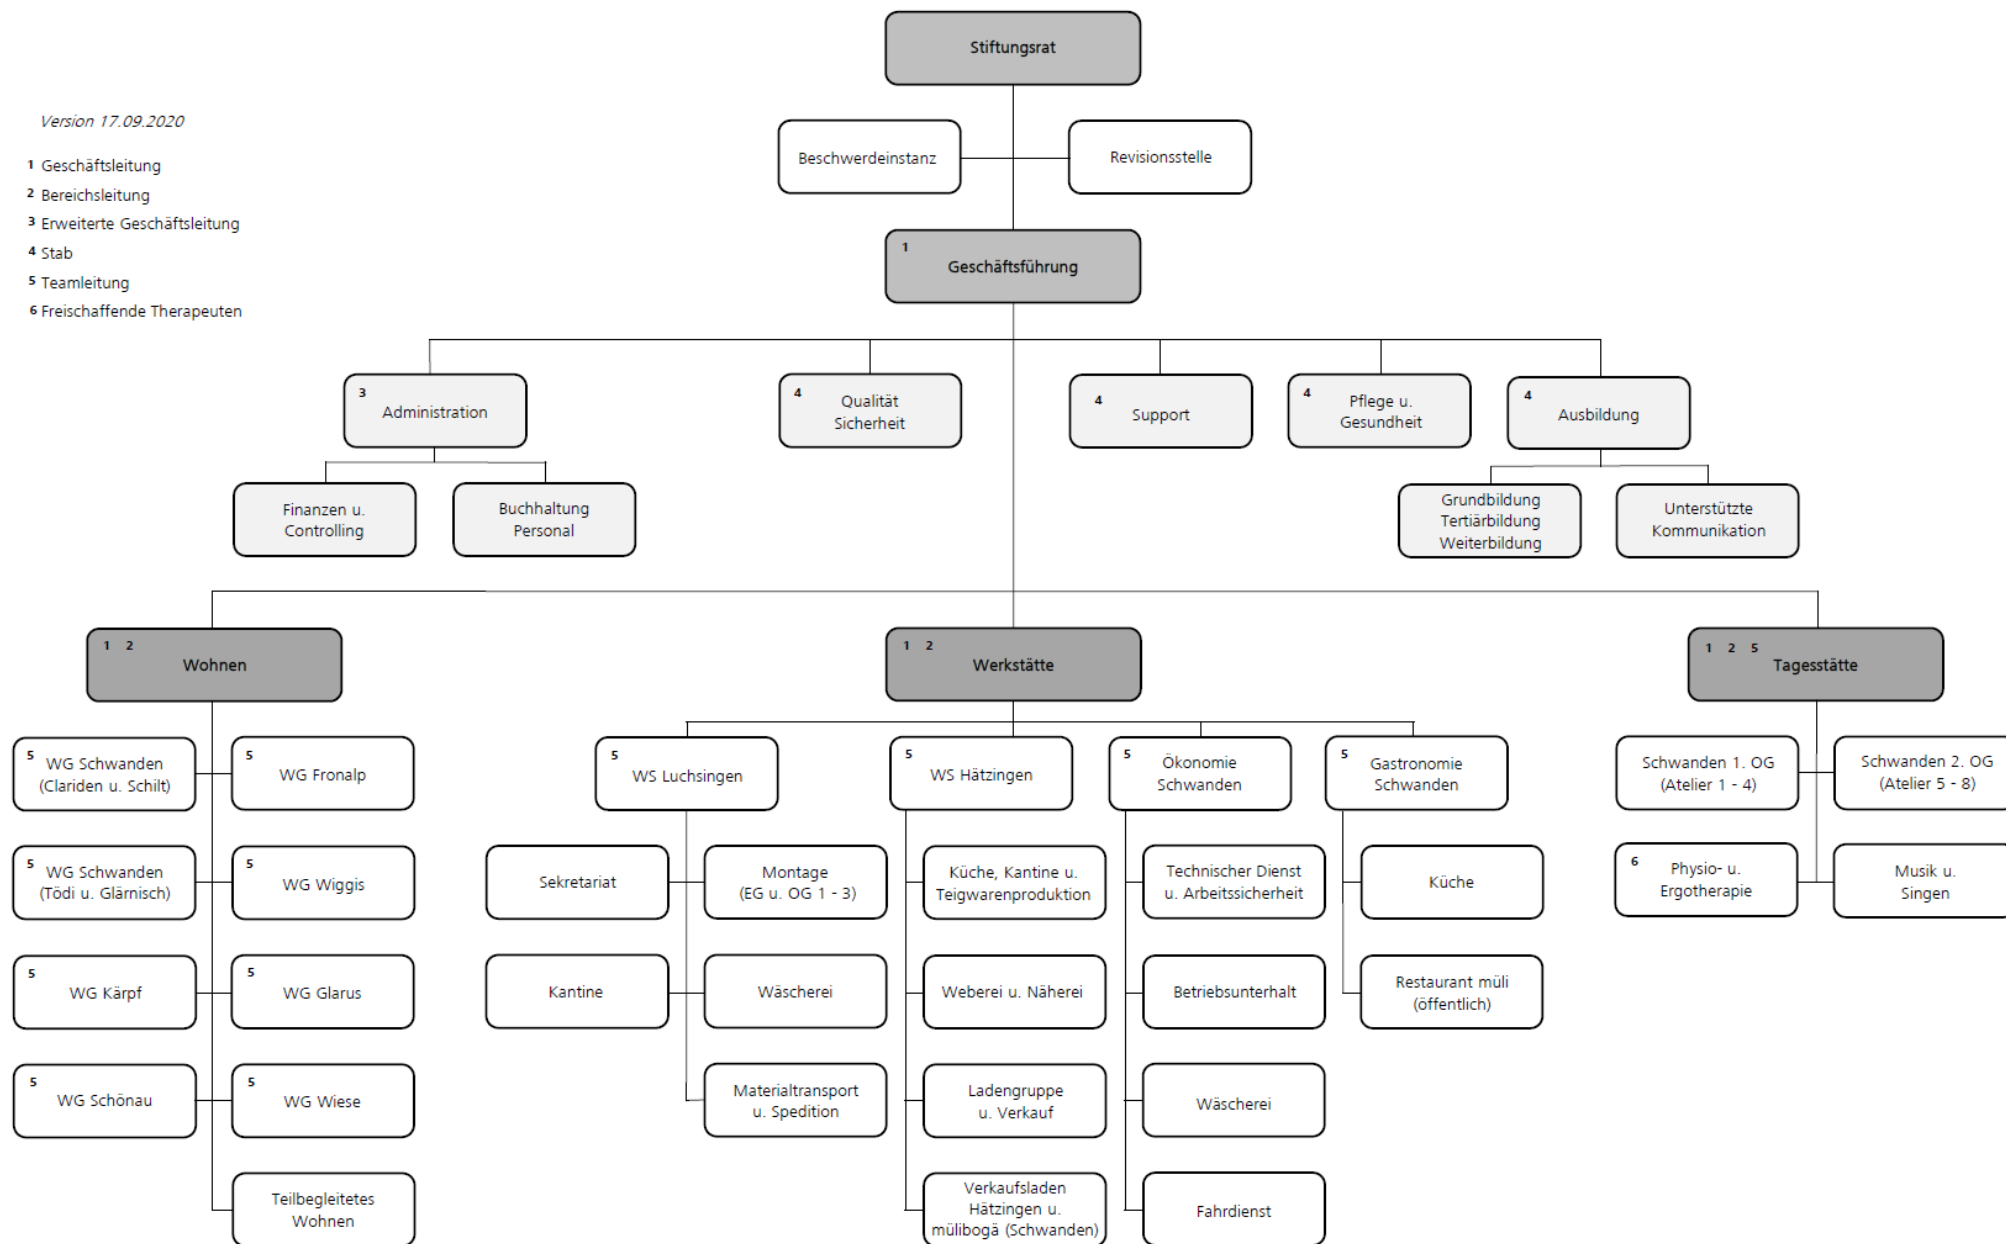 Stiftungsrat
Version 17.09.2020
Beschwerdeinstanz
Revisionsstelle
1 Geschäftsleitung
2 Bereichsleitung
3 Erweiterte Geschäftsleitung
4 Stab
5 Teamleitung
6 Freischaffende Therapeuten
1
Geschäftsführung
3
Administration
4
Qualität
Sicherheit
4
Support
4
Pflege u.
Gesundheit
4
Ausbildung
Finanzen u.
Controlling
Buchhaltung
Personal
Grundbildung
Tertiärbildung
Weiterbildung
Unterstützte
Kommunikation
1 2
Wohnen
1 2
Werkstätte
1 2 5
Tagesstätte
5
WG Schwanden
(Clariden u. Schilt)
5
WG Fronalp
5
WS Luchsingen
5
WS Hätzingen
5
Ökonomie
Schwanden
5
Gastronomie
Schwanden
Schwanden 1. OG
(Atelier 1 - 4)
Schwanden 2. OG
(Atelier 5 - 8)
5
WG Schwanden
(Tödi u. Glärnisch)
5
WG Wiggis
Sekretariat
Montage
(EG u. OG 1 - 3)
Küche, Kantine u.
Teigwarenproduktion
Technischer Dienst
u. Arbeitssicherheit
Küche
6
Physio- u.
Ergotherapie
Musik u.
Singen
5
WG Kärpf
5
WG Glarus
Kantine
Wäscherei
Weberei u. Näherei
Betriebsunterhalt
Restaurant müli
(öffentlich)
5
WG Schönau
5
WG Wiese
Materialtransport
u. Spedition
Ladengruppe
u. Verkauf
Wäscherei
Teilbegleitetes
Wohnen
Verkaufsladen
Hätzingen u.
mülibogä (Schwanden)
Fahrdienst